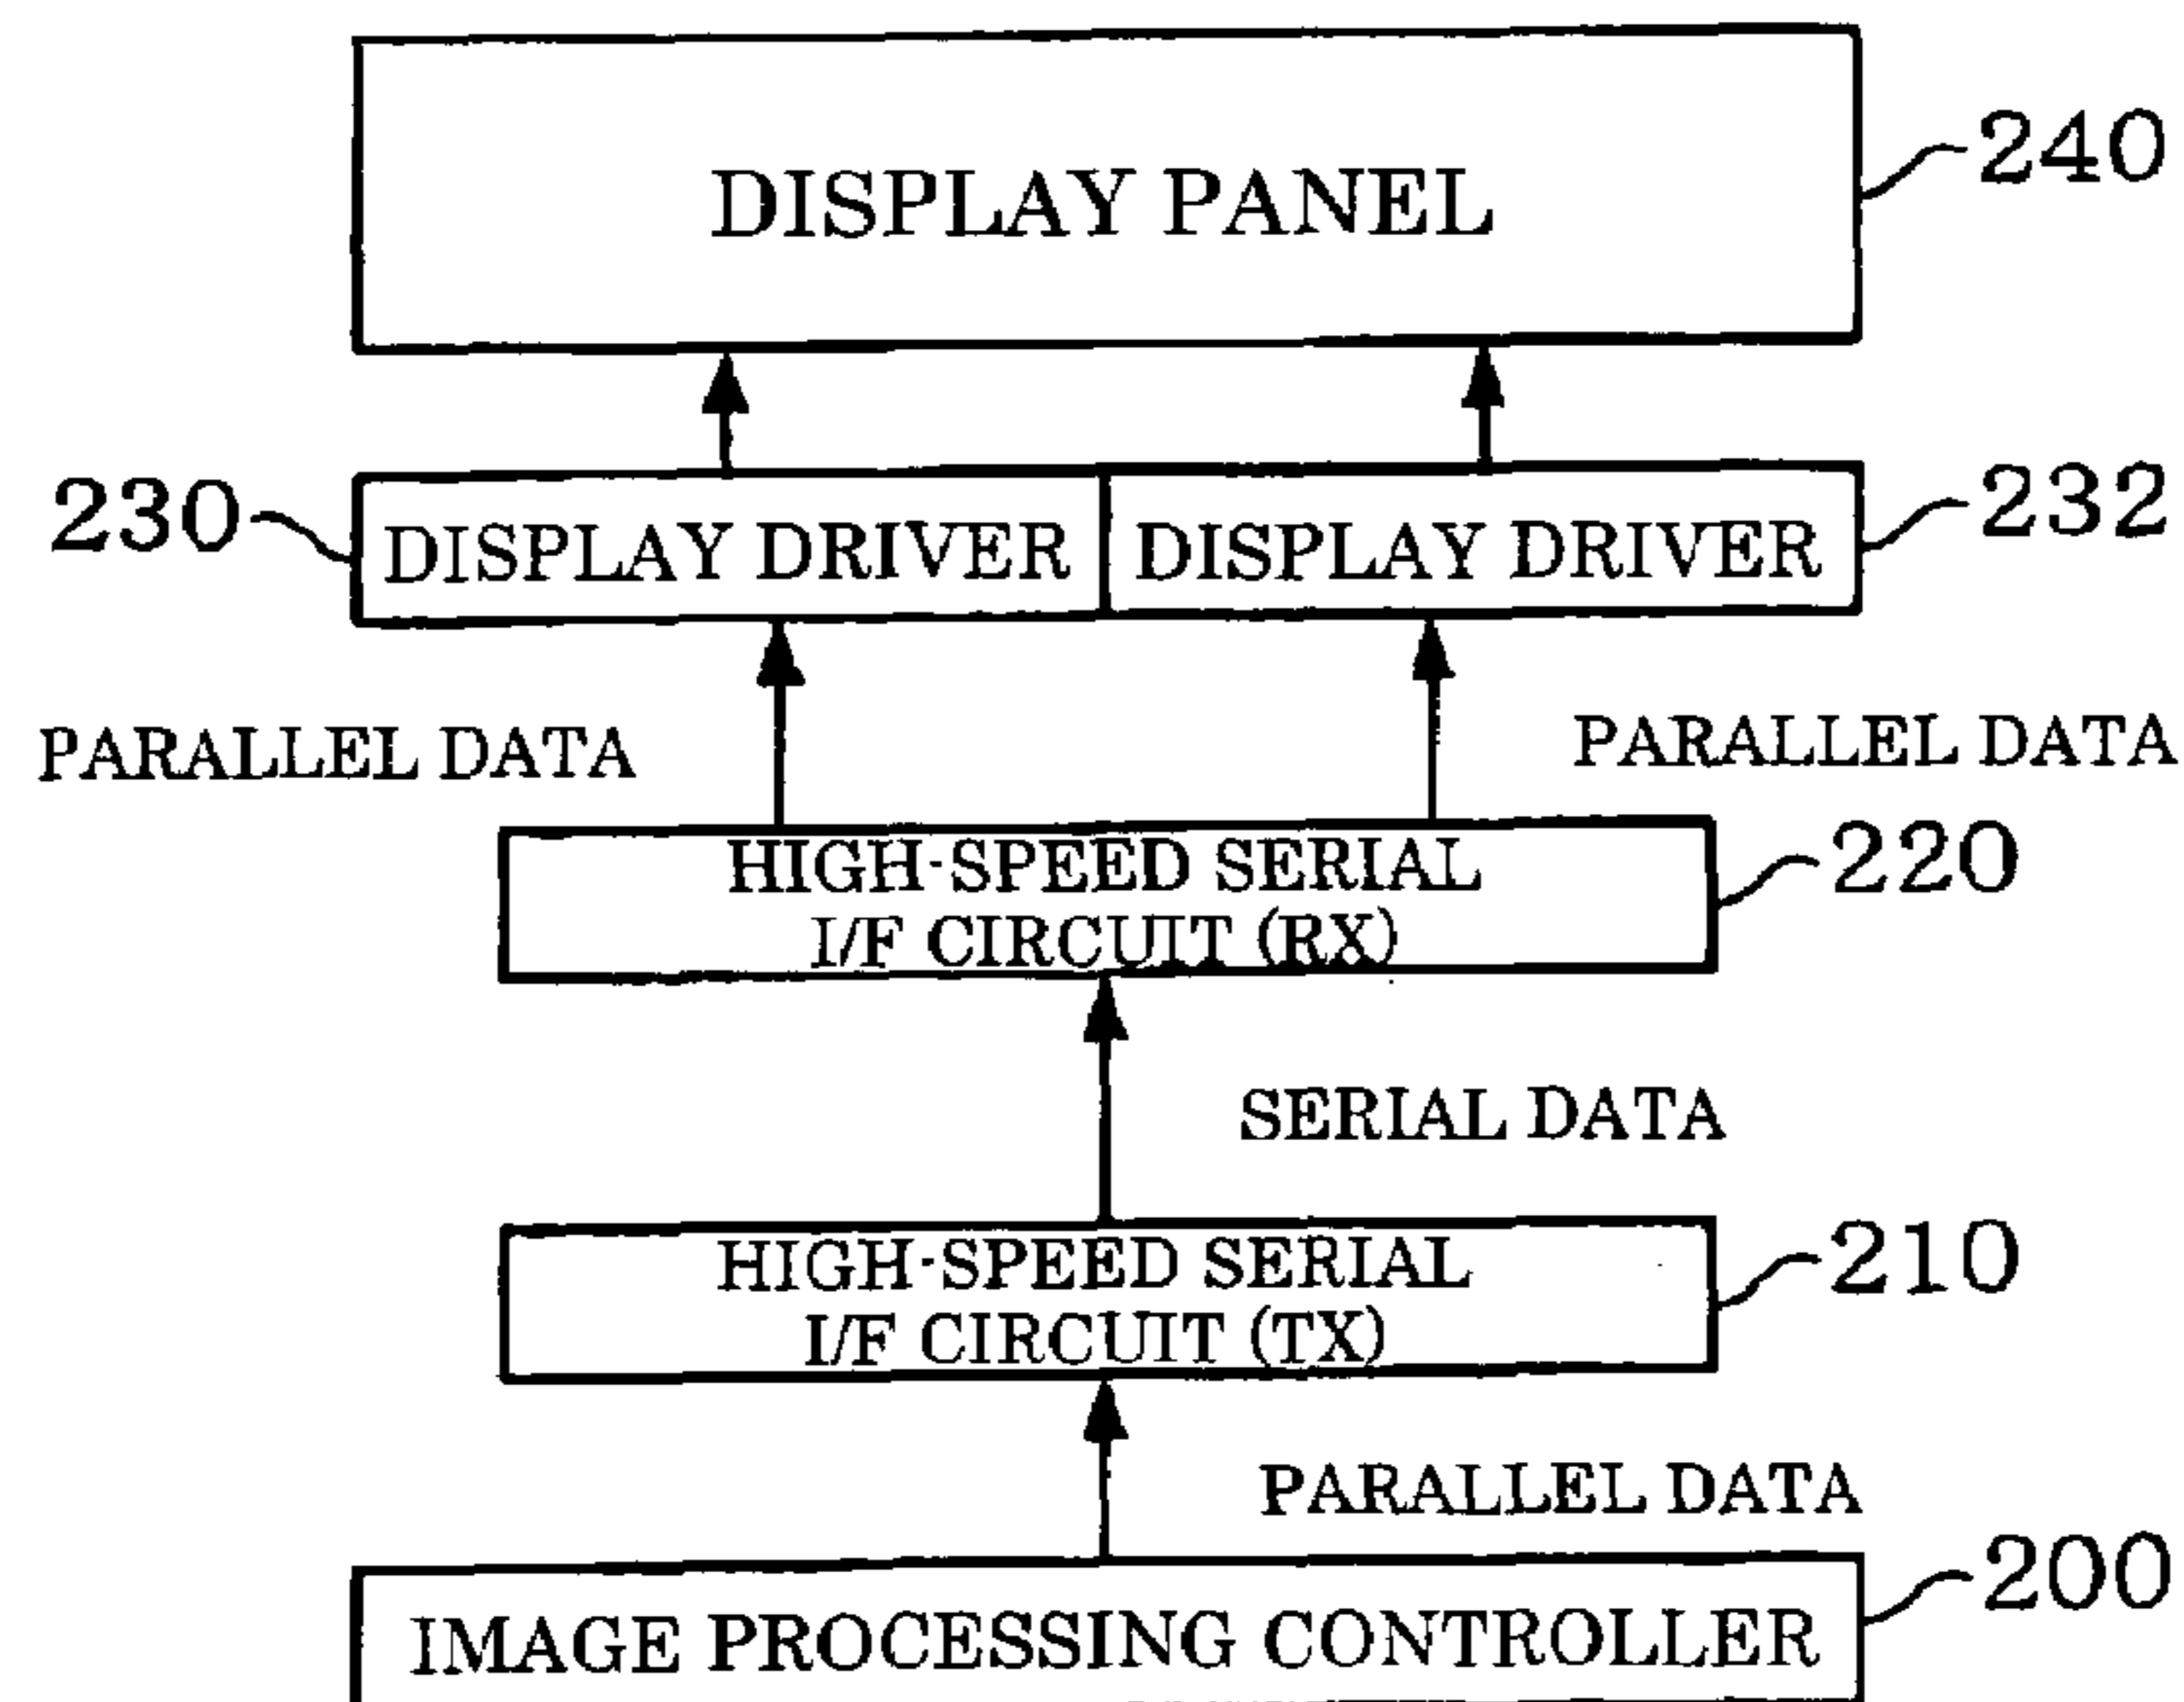 DISPLAY PANEL
240
230
DISPLAY DRIVER
DISPLAY DRIVER
232
PARALLEL DATA
PARALLEL DATA
HIGH-SPEED SERIAL
I/F CIRCUIT (RX)
220
SERIAL DATA
HIGH-SPEED SERIAL
I/F CIRCUIT (TX)
210
PARALLEL DATA
200
IMAGE PROCESSING CONTROLLER